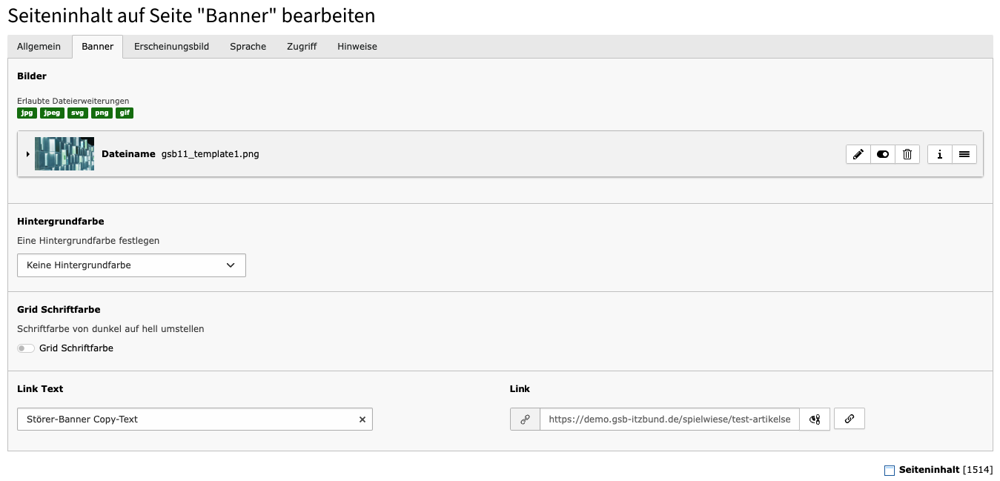 Seiteninhalt auf Seite "Banner" bearbeiten
Allgemein Banner Erscheinungsbild Sprache Zugriff Hinweise
Bilder
Erlaubte Dateierweiterungen
jpg jpeg svg png gif
Dateiname gsb11_template1.png
Hintergrundfarbe
Eine Hintergrundfarbe festlegen
Keine Hintergrundfarbe
Grid Schriftfarbe
Schriftfarbe von dunkel auf hell umstellen
Grid Schriftfarbe
Link Text Link
Störer-Banner Copy-Text https://demo.gsb-itzbund.de/spielwiese/test-artikelse
Seiteninhalt [1514]